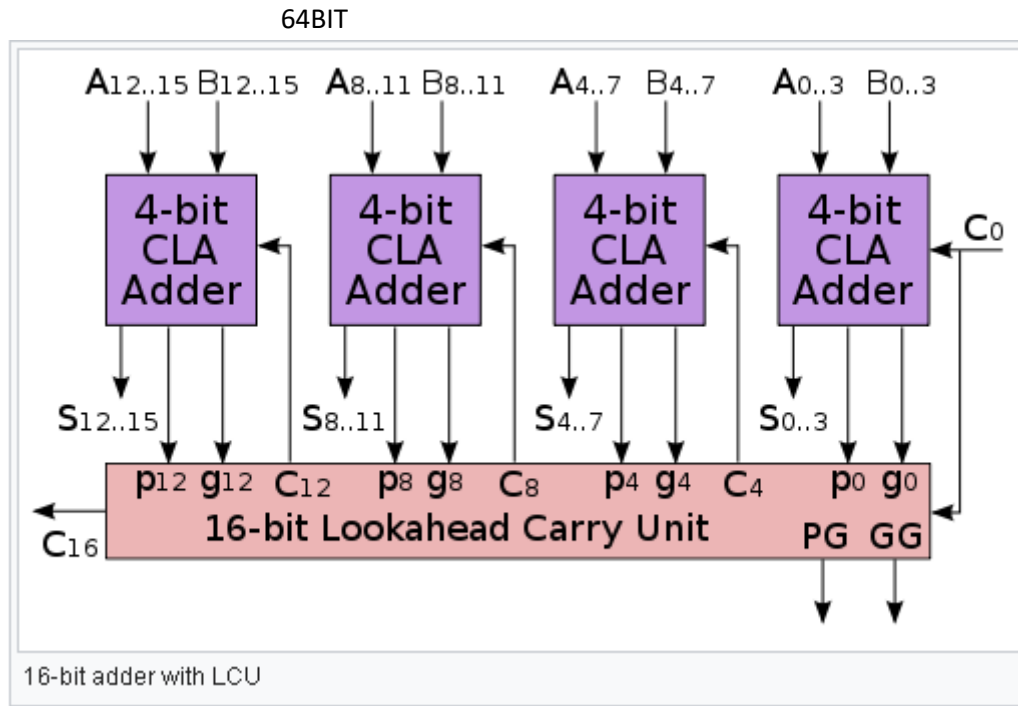 64BIT
A12..15 B12..15 A8..11 B8..11 A4..7 B4..7 A0..3 B0..3
4-bit CLA Adder
4-bit CLA Adder
4-bit CLA Adder
4-bit CLA Adder
C0
S12..15 S8..11 S4..7 S0..3
p12 g12 C12 p8 g8 C8 p4 g4 C4 p0 g0
16-bit Lookahead Carry Unit
PG GG
C16
16-bit adder with LCU